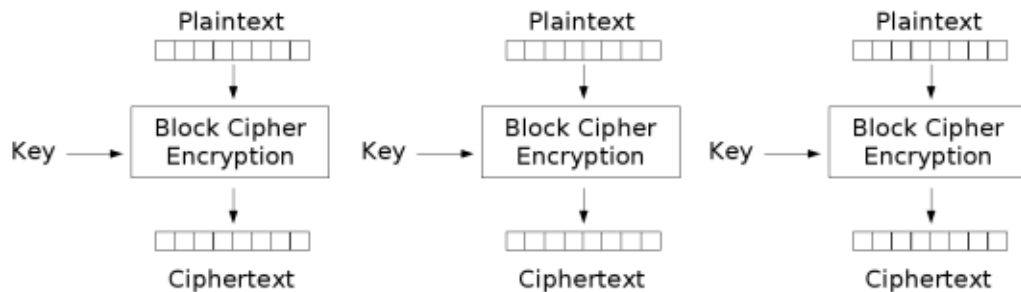 Plaintext
Key
Block Cipher
Encryption
Ciphertext
Plaintext
Key
Block Cipher
Encryption
Ciphertext
Plaintext
Key
Block Cipher
Encryption
Ciphertext